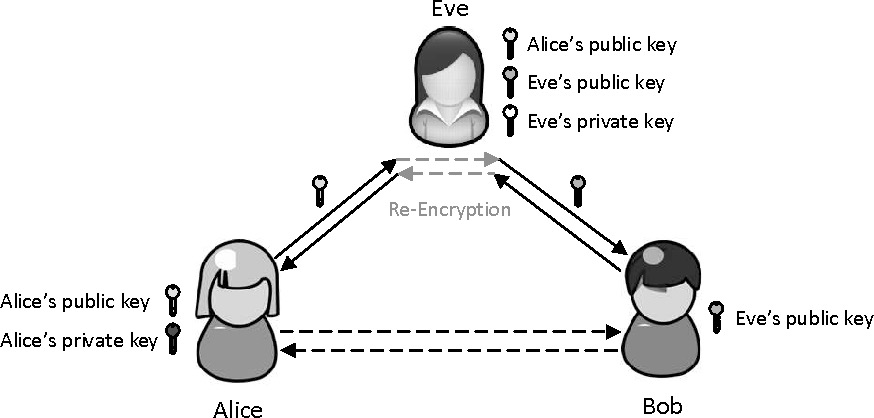 Eve
Alice's public key
Eve's public key
Eve's private key
Re-Encryption
Alice's public key
Alice's private key
Eve's public key
Alice
Bob